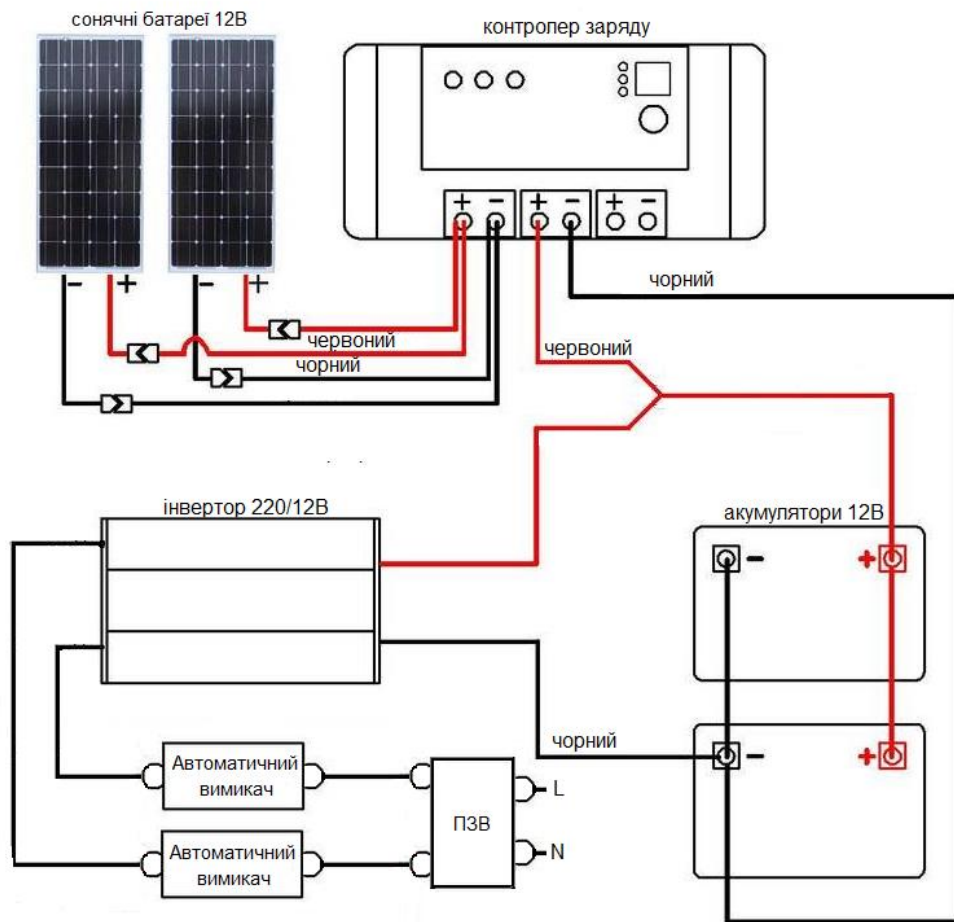 сонячні батареї 12В
контролер заряду
+ − + − + −
− + − +
чорний
червоний
чорний
червоний
інвертор 220/12В
акумулятори 12В
− +
чорний
− +
Автоматичний
вимикач
L
ПЗВ
Автоматичний
вимикач
N